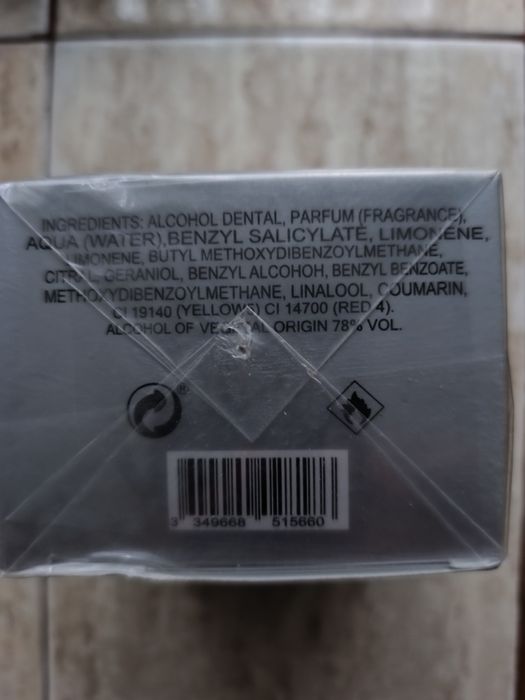 INGREDIENTS: ALCOHOL DENTAL, PARFUM (FRAGRANCE),
AQUA (WATER),BENZYL SALICYLATE, LIMONENE,
LIMONENE, BUTYL METHOXYDIBENZOYLMETHANE,
GERANIOL, BENZYL ALCOHOH, BENZYL BENZOATE,
METHOXYDIBENZOYLMETHANE, LINALOOL, COUMARIN,
CI 19140 (YELLOW5) CI 14700 (RED 4).
ALCOHOL OF ORIGIN 78% VOL.
®
3 349668 515660